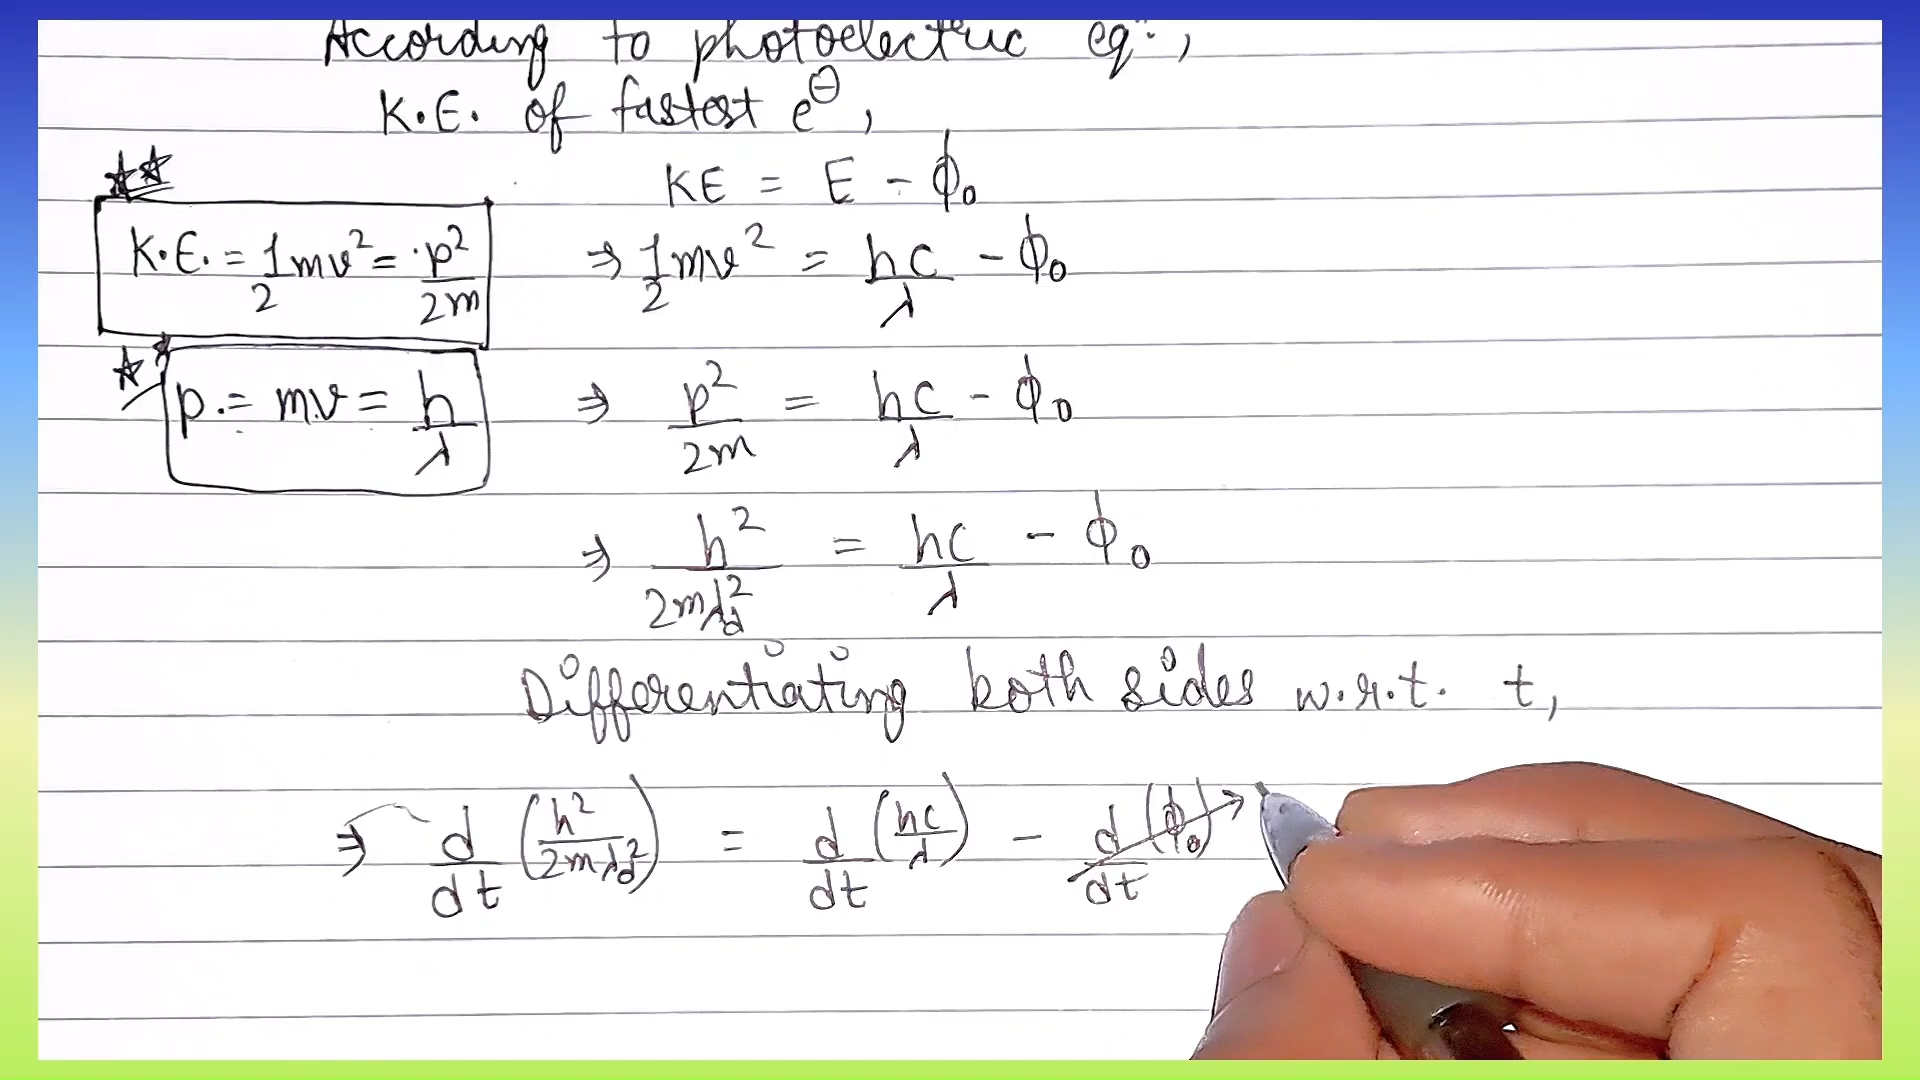 According to photoelectric eqⁿ.,
K.E. of fastest e⊖,
KE = E - ϕ₀
★★
K.E. = 1/2 mv² = p²/2m
⇒ 1/2 mv² = hc/λ - ϕ₀
★
p. = mv = h/λ
⇒ p²/2m = hc/λ - ϕ₀
⇒ h²/2mλd² = hc/λ - ϕ₀
Differentiating both sides w.r.t. t,
⇒ d/dt (h²/2mλd²) = d/dt (hc/λ) - d/dt (ϕ₀)